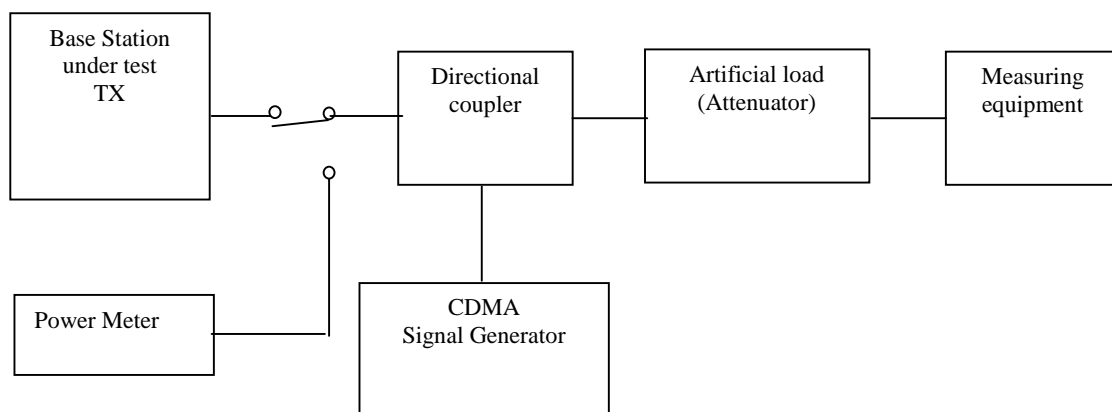 Base Station
under test
TX
Directional
coupler
Artificial load
(Attenuator)
Measuring
equipment
Power Meter
CDMA
Signal Generator